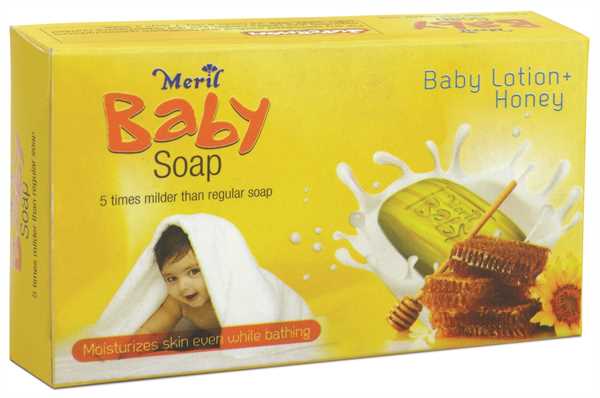 Meril
Baby
Soap
5 times milder than regular soap
Baby Lotion+
Honey
Meril
Baby
Moisturizes skin even while bathing
Baby
Soap
5 times milder than regular soap